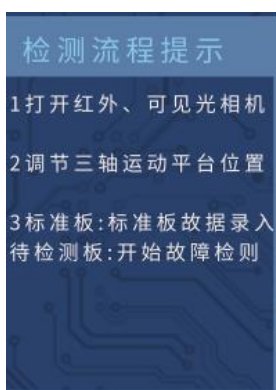 检测流程提示
1打开红外、可见光相机
2调节三轴运动平台位置
3标准板:标准板故据录入
待检测板:开始故障检则